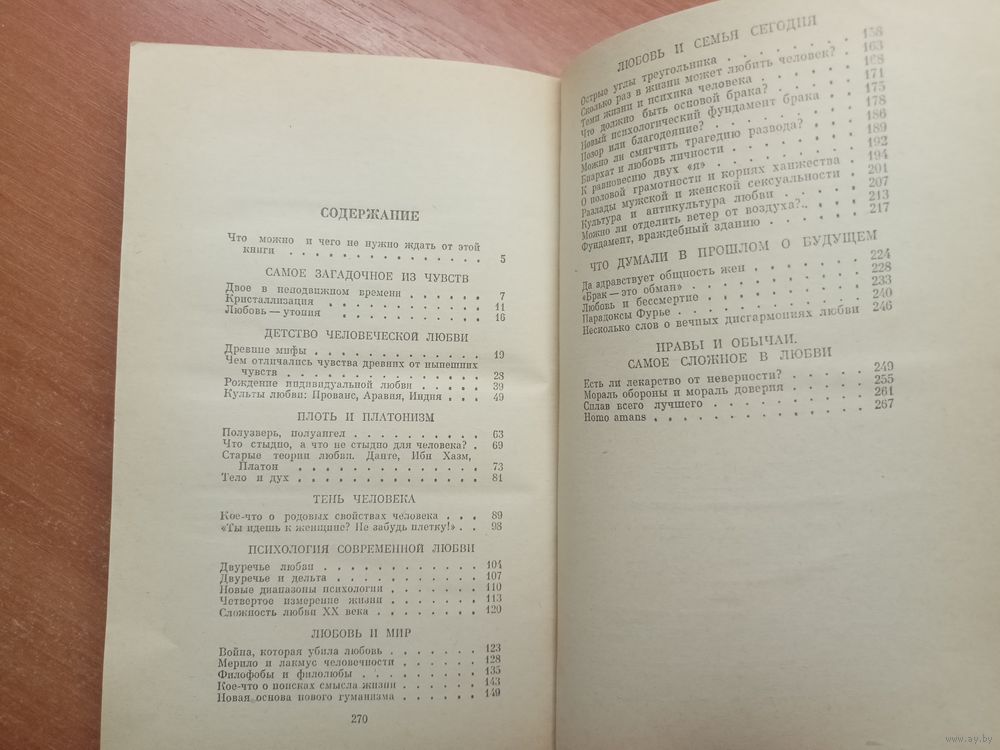 СОДЕРЖАНИЕ
Что можно и чего не нужно ждать от этой
книги . . . . . . . . . . . . . 5
САМОЕ ЗАГАДОЧНОЕ ИЗ ЧУВСТВ
Двое в неподвижном времени . . . . . . 7
Кристаллизация . . . . . . . . . . . 11
Любовь — утопия . . . . . . . . . . . 16
ДЕТСТВО ЧЕЛОВЕЧЕСКОЙ ЛЮБВИ
Древние мифы . . . . . . . . . . . . 19
Чем отличались чувства древних от нынешних
чувств . . . . . . . . . . . . . 23
Рождение индивидуальной любви . . . . . 39
Культы любви: Прованс, Аравия, Индия . . . 49
ПЛОТЬ И ПЛАТОНИЗМ
Полузверь, полуангел . . . . . . . . . . 63
Что стыдно, а что не стыдно для человека? . 69
Старые теории любви. Данте, Ибн Хазм,
Платон . . . . . . . . . . . . . 73
Тело и дух . . . . . . . . . . . . . 81
ТЕНЬ ЧЕЛОВЕКА
Кое-что о родовых свойствах человека . . . 89
«Ты идешь к женщине? Не забудь плетку!» . . 98
ПСИХОЛОГИЯ СОВРЕМЕННОЙ ЛЮБВИ
Двуречье любви . . . . . . . . . . . . 104
Двуречье и дельта . . . . . . . . . . . 107
Новые диапазоны психологии . . . . . . . 110
Четвертое измерение жизни . . . . . . . 113
Сложность любви XX века . . . . . . . . 120
ЛЮБОВЬ И МИР
Война, которая убила любовь . . . . . . . 123
Мерило и лакмус человечности . . . . . . 128
Филофобы и филолюбы . . . . . . . . . 135
Кое-что о поисках смысла жизни . . . . . . 143
Новая основа нового гуманизма . . . . . . 149
270
ЛЮБОВЬ И СЕМЬЯ СЕГОДНЯ
Острые углы треугольника . . . . . . . . 158
Сколько раз в жизни может любить человек? . 163
Темп жизни и психика человека . . . . . . 168
Что должно быть основой брака? . . . . . 171
Новый психологический фундамент брака . . 175
Позор или благодеяние? . . . . . . . . . 178
Можно ли смягчить трагедию развода? . . . 186
Биархат и любовь личности . . . . . . . . 189
К равновесию двух «я» . . . . . . . . . 192
О половой грамотности и корнях ханжества . 194
Разлады мужской и женской сексуальности . 201
Культура и антикультура любви . . . . . . 207
Можно ли отделить ветер от воздуха?.. . . . 213
Фундамент, враждебный зданию . . . . . . 217
ЧТО ДУМАЛИ В ПРОШЛОМ О БУДУЩЕМ
Да здравствует общность жен . . . . . . . 224
«Брак — это обман» . . . . . . . . . . 228
Любовь и бессмертие . . . . . . . . . . 233
Парадоксы Фурье . . . . . . . . . . . 240
Несколько слов о вечных дисгармониях любви 246
НРАВЫ И ОБЫЧАИ.
САМОЕ СЛОЖНОЕ В ЛЮБВИ
Есть ли лекарство от неверности? . . . . . 249
Мораль обороны и мораль доверия . . . . . 255
Сплав всего лучшего . . . . . . . . . . 261
Homo amans . . . . . . . . . . . . . 267
www.ay.by